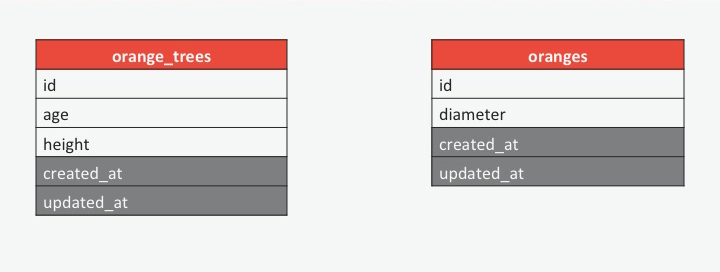 orange_trees
id
age
height
created_at
updated_at
oranges
id
diameter
created_at
updated_at